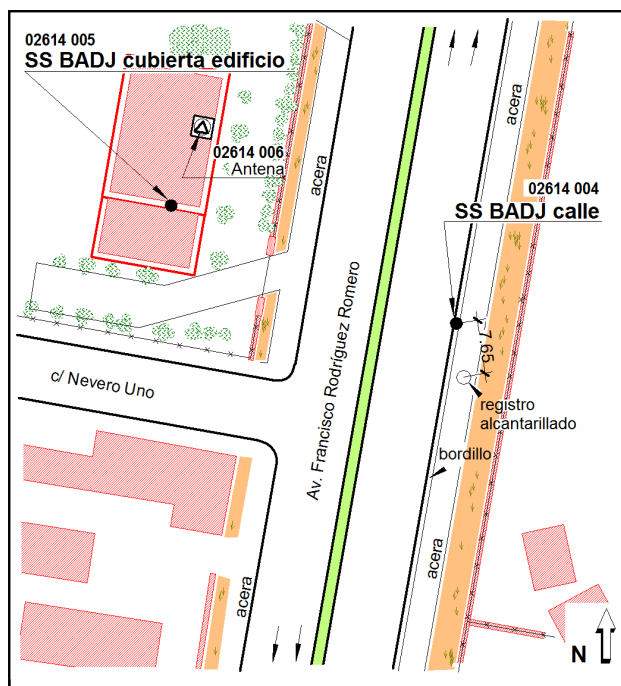 02614 005
SS BADJ cubierta edificio
02614 006
Antena
acera
acera
02614 004
SS BADJ calle
Av. Francisco Rodríguez Romero
7,65
c/ Nevero Uno
registro
alcantarillado
bordillo
acera
acera
N